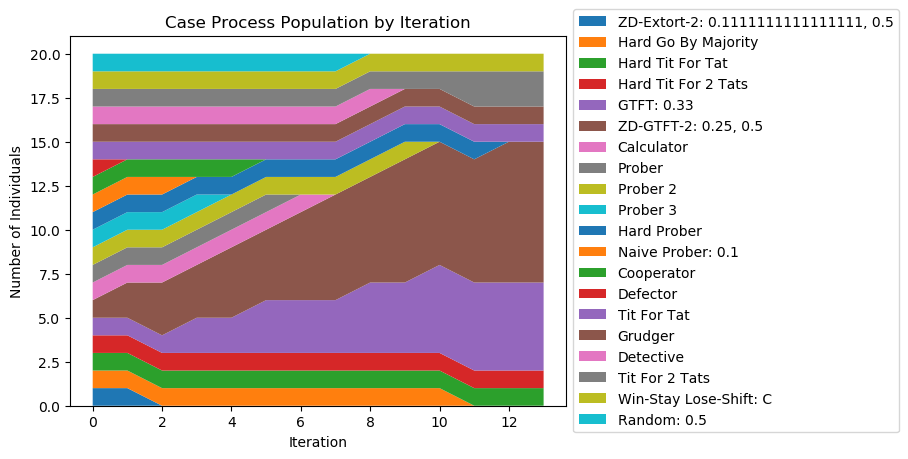 Case Process Population by Iteration
Number of Individuals
20.0
17.5
15.0
12.5
10.0
7.5
5.0
2.5
0.0
0 2 4 6 8 10 12
Iteration
ZD-Extort-2: 0.1111111111111111, 0.5
Hard Go By Majority
Hard Tit For Tat
Hard Tit For 2 Tats
GTFT: 0.33
ZD-GTFT-2: 0.25, 0.5
Calculator
Prober
Prober 2
Prober 3
Hard Prober
Naive Prober: 0.1
Cooperator
Defector
Tit For Tat
Grudger
Detective
Tit For 2 Tats
Win-Stay Lose-Shift: C
Random: 0.5